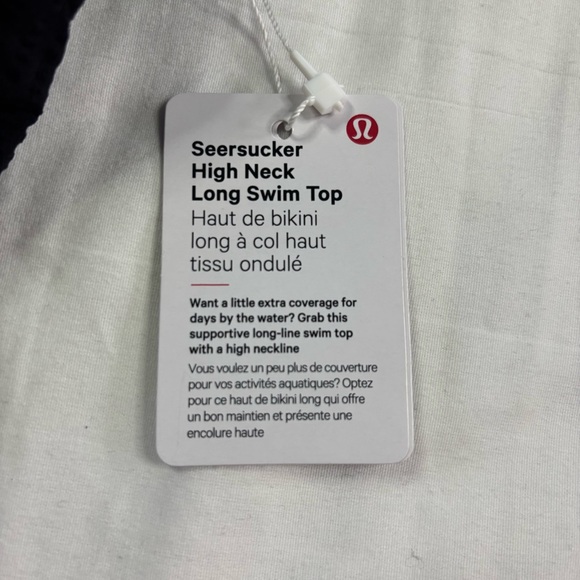 Seersucker
High Neck
Long Swim Top
Haut de bikini
long à col haut
tissu ondulé
Want a little extra coverage for
days by the water? Grab this
supportive long-line swim top
with a high neckline
Vous voulez un peu plus de couverture
pour vos activités aquatiques? Optez
pour ce haut de bikini long qui offre
un bon maintien et présente une
encolure haute